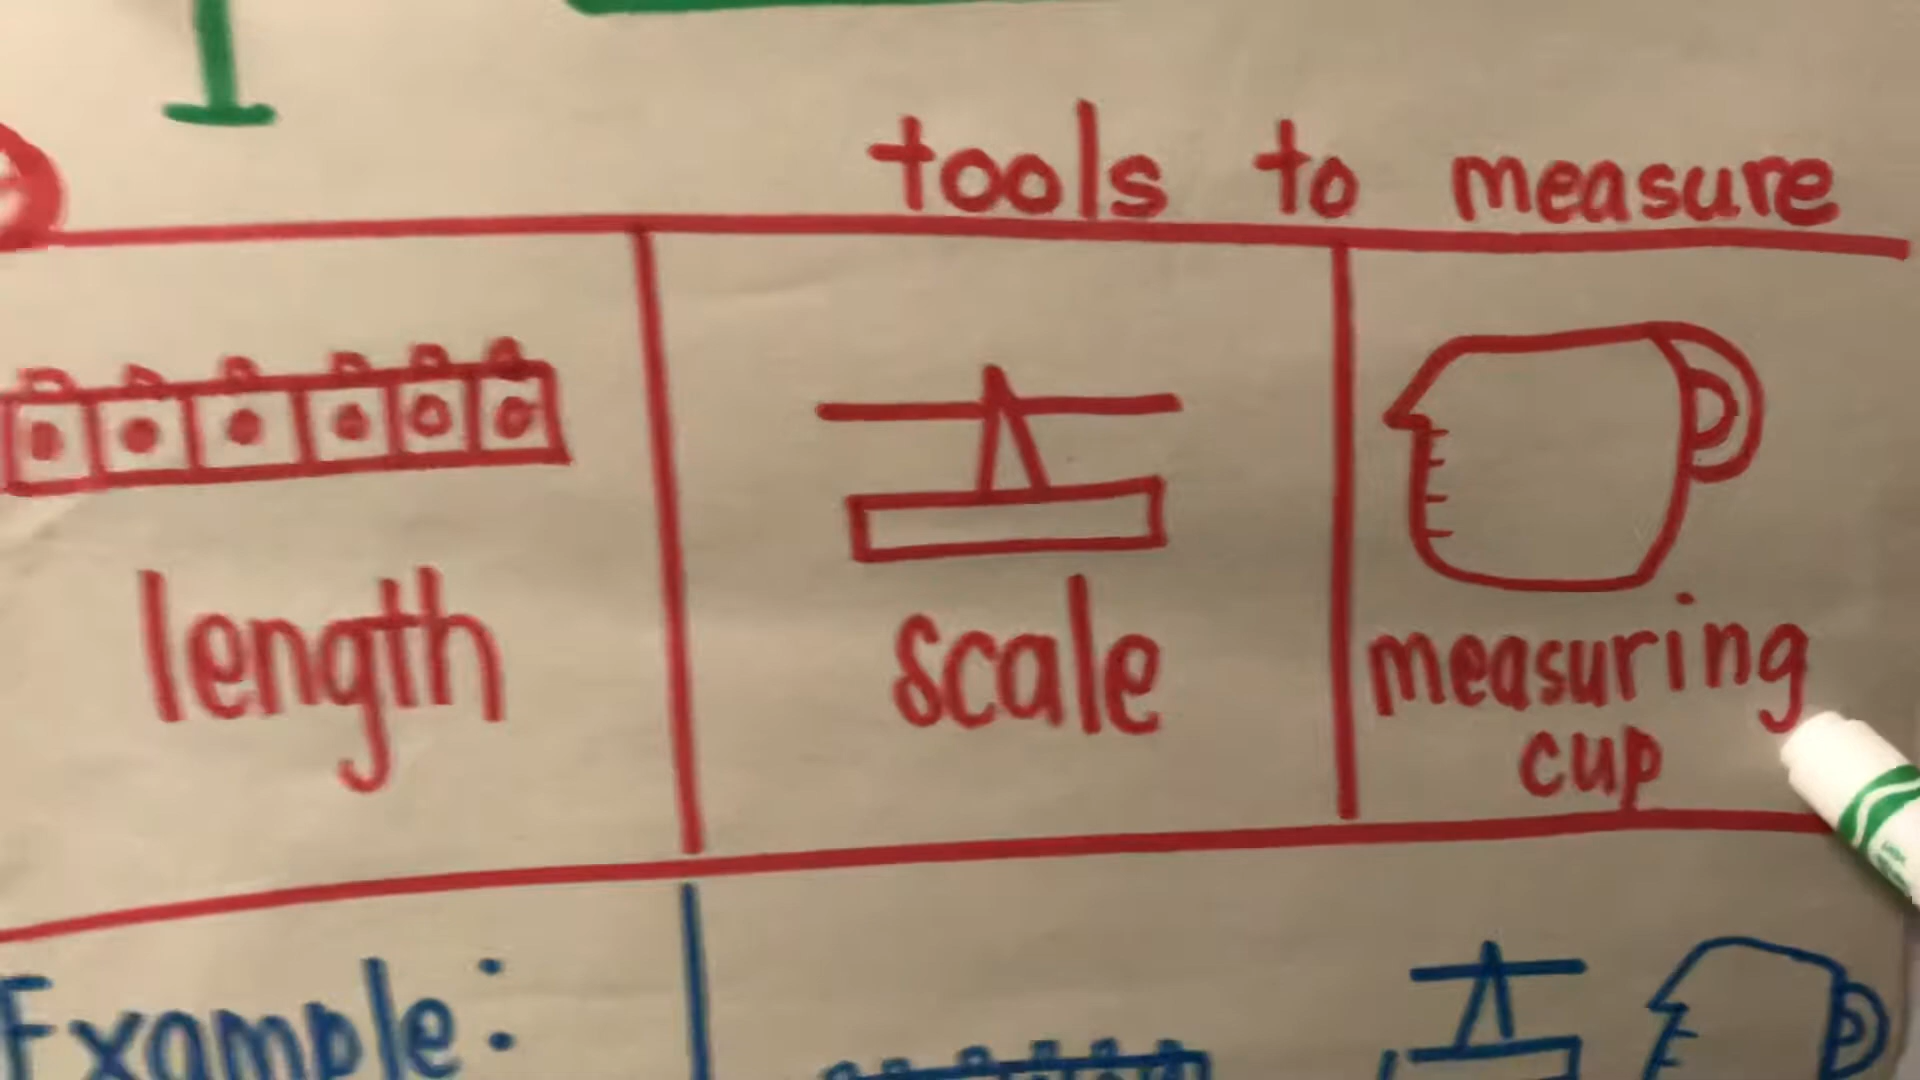 tools to measure
length
scale
measuring
cup
Example: